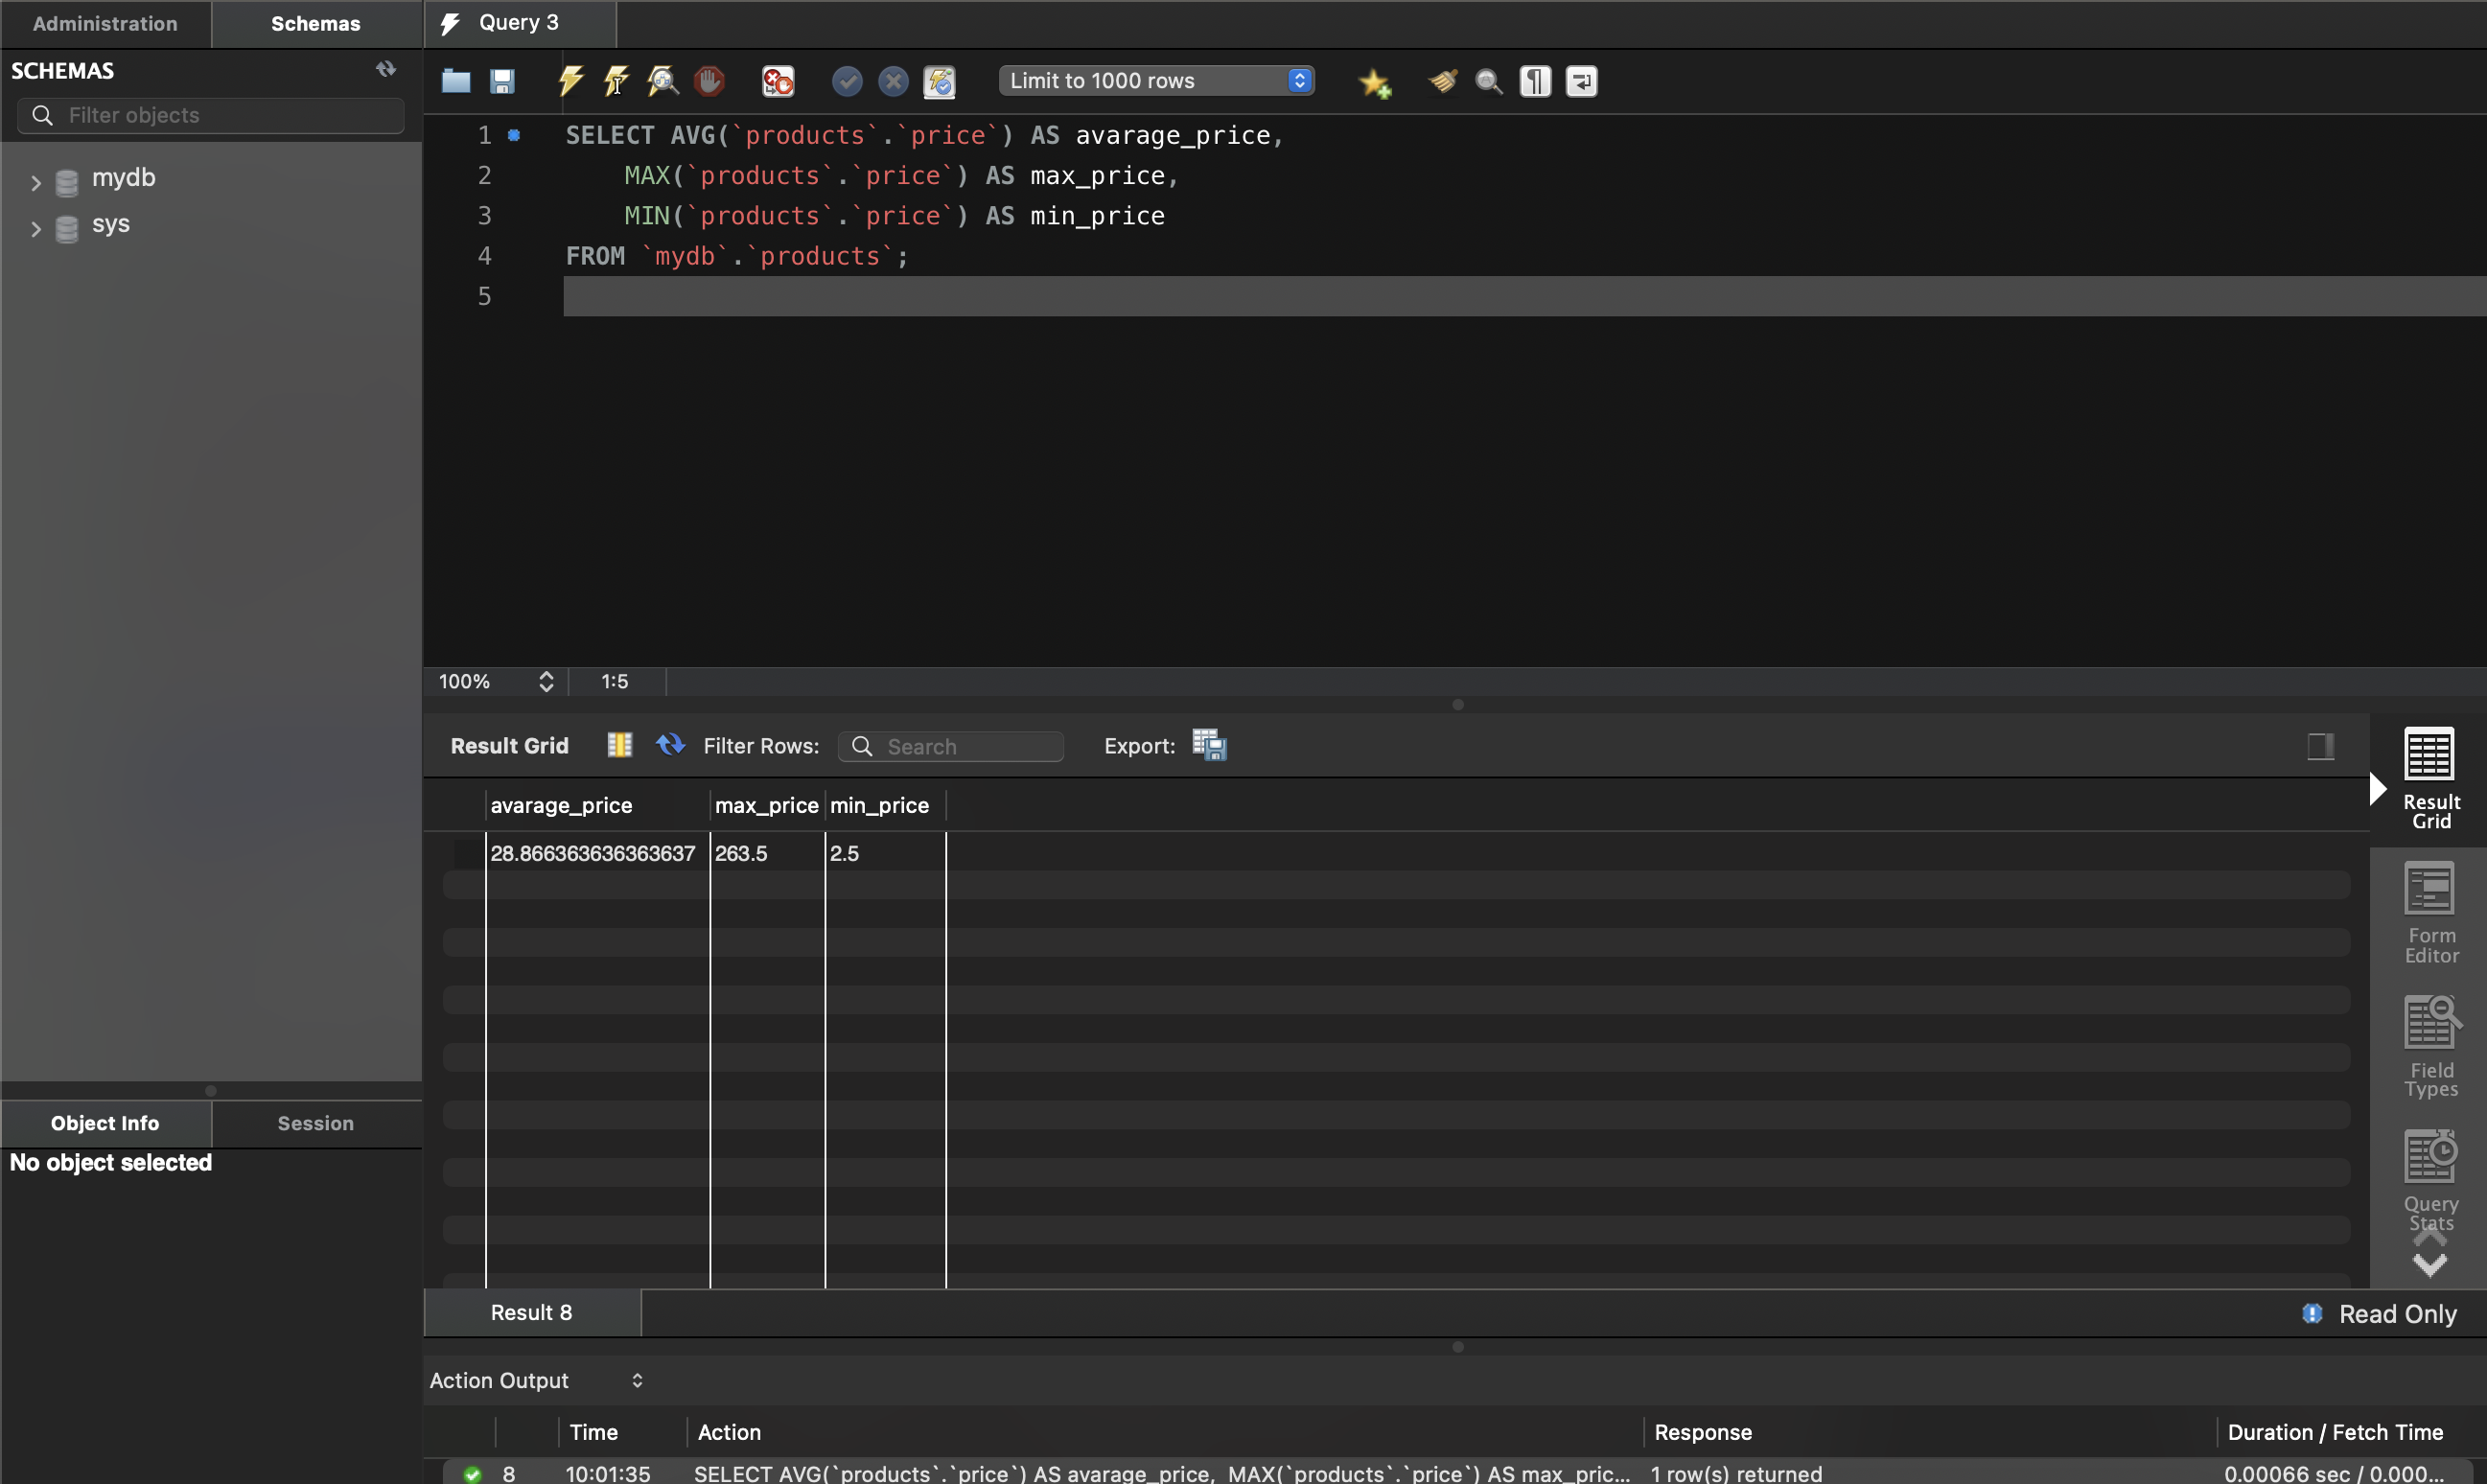 Administration
Schemas
Query 3
SCHEMAS
Filter objects
Limit to 1000 rows
mydb
sys
1 SELECT AVG(`products`.`price`) AS avarage_price,
2 MAX(`products`.`price`) AS max_price,
3 MIN(`products`.`price`) AS min_price
4 FROM `mydb`.`products`;
5
100% 1:5
Result Grid Filter Rows: Search Export:
avarage_price max_price min_price
28.866363636363637 263.5 2.5
Result
Grid
Form
Editor
Field
Types
Query
Stats
Object Info Session
No object selected
Result 8
Read Only
Action Output
Time Action Response Duration / Fetch Time
8 10:01:35 SELECT AVG(`products`.`price`) AS avarage_price, MAX(`products`.`price`) AS max_pric... 1 row(s) returned 0.00066 sec / 0.000...